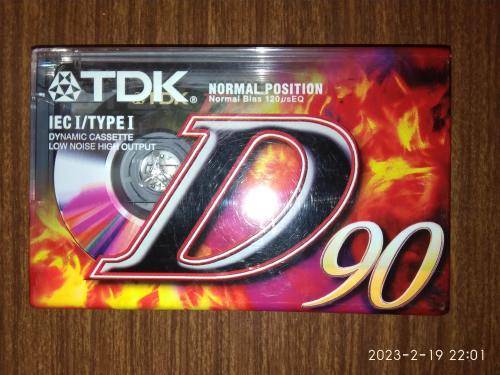 TDK®
NORMAL POSITION
Normal Bias 120μsEQ
IEC I/TYPE I
DYNAMIC CASSETTE
LOW NOISE HIGH OUTPUT
D90
2023-2-19 22:01